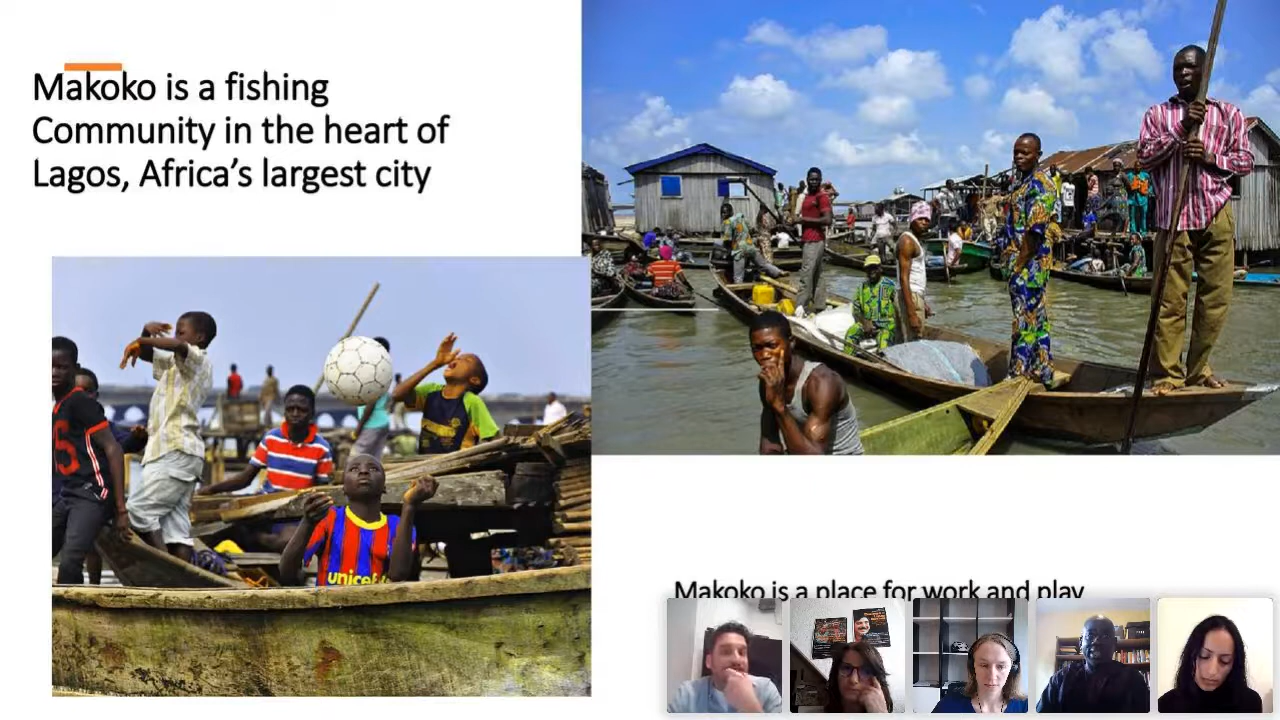 Makoko is a fishing
Community in the heart of
Lagos, Africa’s largest city
unicef
Makoko is a place for work and play